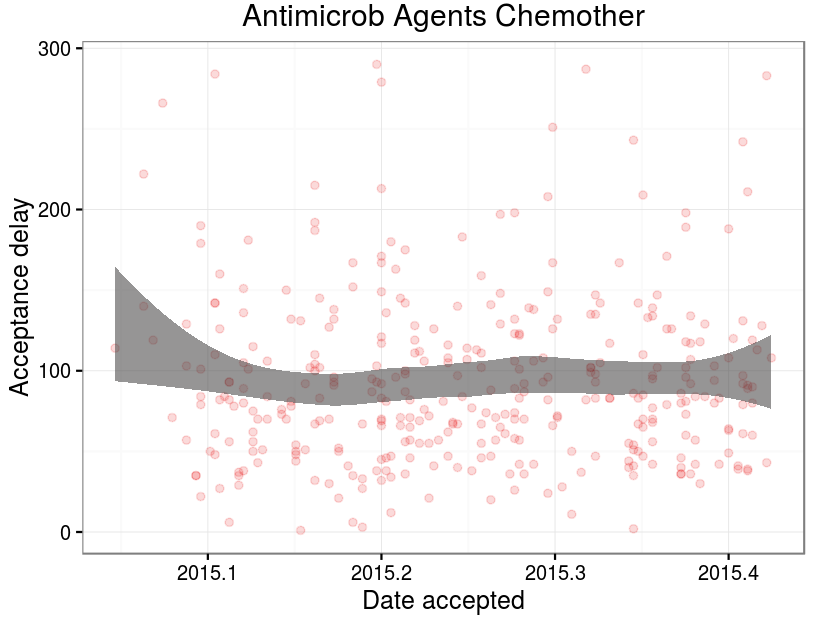 Antimicrob Agents Chemother
300
200
100
0
Acceptance delay
2015.1
2015.2
2015.3
2015.4
Date accepted